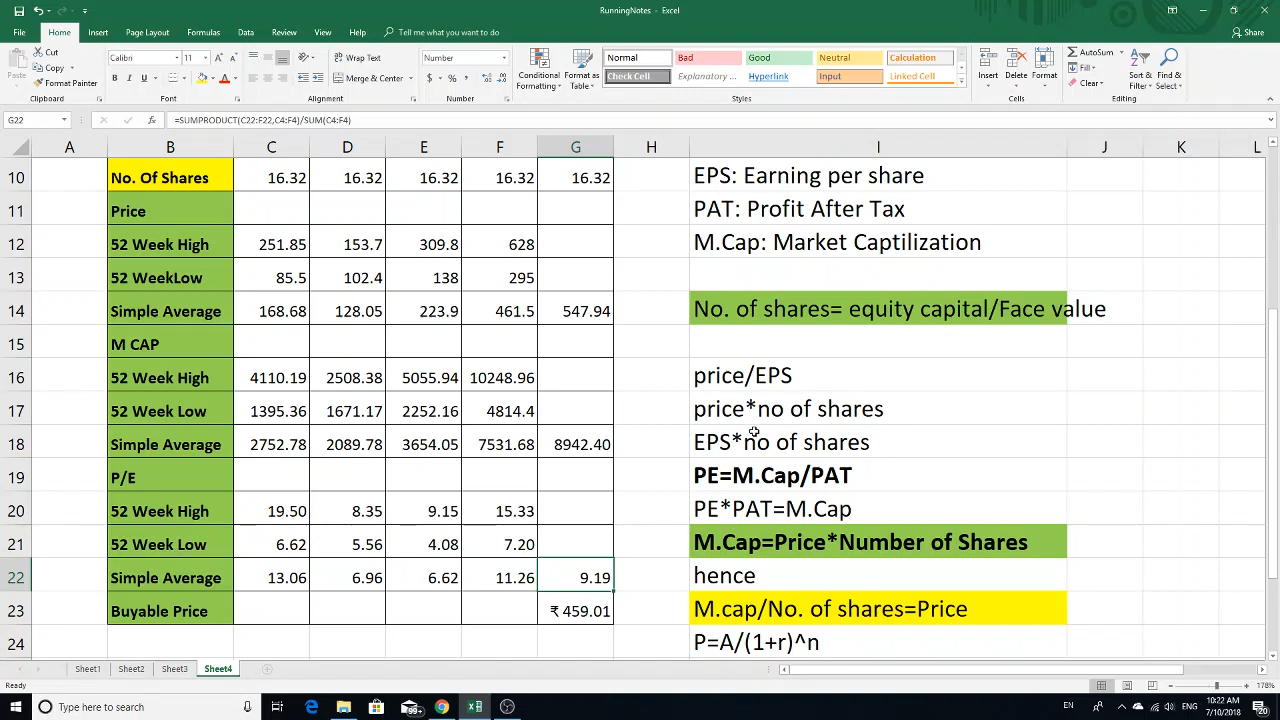 RunningNotes - Excel
File Home Insert Page Layout Formulas Data Review View Help Tell me what you want to do Share
Cut
Copy
Format Painter
Paste
Clipboard
Calibri 11
B I U
Font
Wrap Text
Merge & Center
Alignment
Number
$ % ,
Number
Conditional Formatting
Format as Table
Normal Bad Good Neutral Calculation
Check Cell Explanatory ... Hyperlink Input Linked Cell
Styles
Insert Delete Format
Cells
AutoSum
Fill
Clear
Sort & Filter
Find & Select
Editing
G22 fx =SUMPRODUCT(C22:F22,C4:F4)/SUM(C4:F4)
A B C D E F G H I J K L
10 No. Of Shares 16.32 16.32 16.32 16.32 16.32 EPS: Earning per share
11 Price PAT: Profit After Tax
12 52 Week High 251.85 153.7 309.8 628 M.Cap: Market Captilization
13 52 WeekLow 85.5 102.4 138 295
14 Simple Average 168.68 128.05 223.9 461.5 547.94 No. of shares= equity capital/Face value
15 M CAP
16 52 Week High 4110.19 2508.38 5055.94 10248.96 price/EPS
17 52 Week Low 1395.36 1671.17 2252.16 4814.4 price*no of shares
18 Simple Average 2752.78 2089.78 3654.05 7531.68 8942.40 EPS*no of shares
19 P/E PE=M.Cap/PAT
20 52 Week High 19.50 8.35 9.15 15.33 PE*PAT=M.Cap
21 52 Week Low 6.62 5.56 4.08 7.20 M.Cap=Price*Number of Shares
22 Simple Average 13.06 6.96 6.62 11.26 9.19 hence
23 Buyable Price ₹ 459.01 M.cap/No. of shares=Price
24 P=A/(1+r)^n
Sheet1 Sheet2 Sheet3 Sheet4
Ready 178%
Type here to search
99+
EN
ENG
10:22 AM
7/10/2018
20